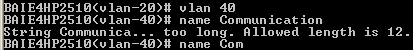 BAIE4HP2510(vlan-20)# vlan 40
BAIE4HP2510(vlan-40)# name Communication
String Communica... too long. Allowed length is 12.
BAIE4HP2510(vlan-40)# name Com